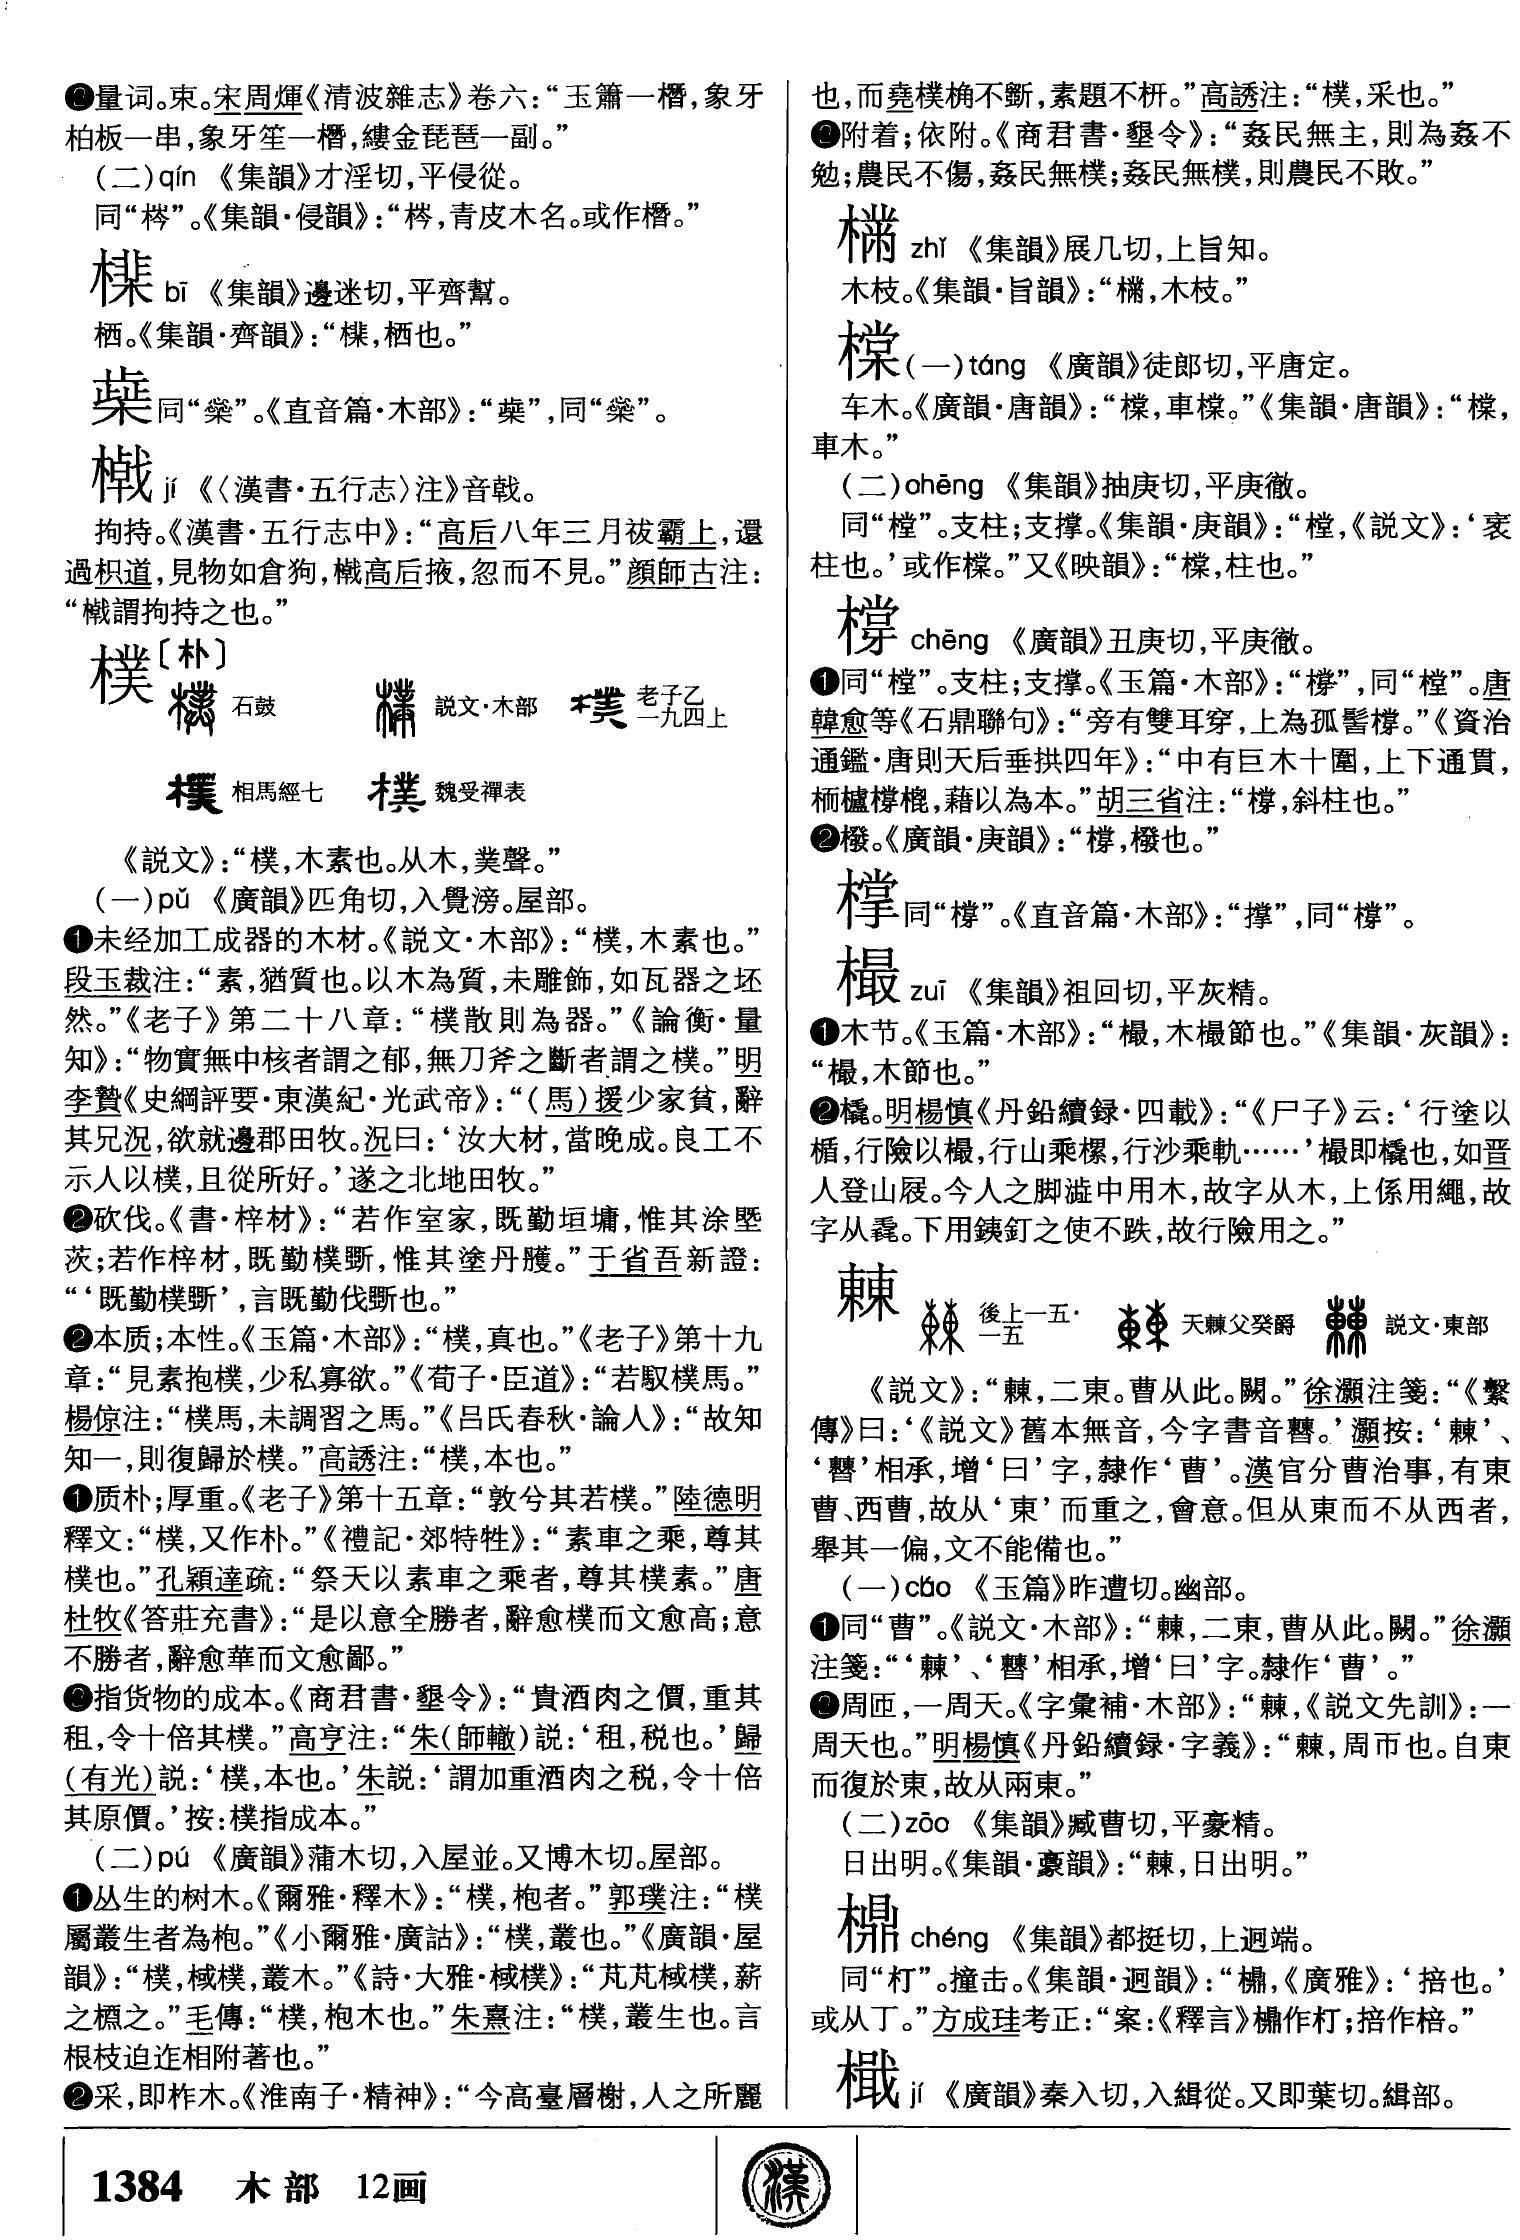 ❷量词。束。宋周煇《清波雜志》卷六：“玉簫一㯲，象牙
柏板一串，象牙笙一㯲，縷金琵琶一副。”
(二)qín 《集韻》才淫切，平侵從。
同“梣”。《集韻·侵韻》：“梣，青皮木名。或作㯲。”
bī 《集韻》邊迷切，平齊幫。
栖。《集韻·齊韻》：“，栖也。”
同“榮”。《直音篇·木部》：“”，同“”。
jí 《〈漢書·五行志〉注》音戟。
拘持。《漢書·五行志中》：“高后八年三月祓霸上，還
過枳道，見物如倉狗，橶高后掖，忽而不見。”顔師古注：
“橶謂拘持之也。”
樸〔朴〕
石鼓 説文·木部 老子乙一九四上
相馬經七 魏受禪表
《説文》：“樸，木素也。从木，菐聲。”
(一)pǔ 《廣韻》匹角切，入覺滂。屋部。
❶未经加工成器的木材。《説文·木部》：“樸，木素也。”
段玉裁注：“素，猶質也。以木為質，未雕飾，如瓦器之坯
然。”《老子》第二十八章：“樸散則為器。”《論衡·量
知》：“物實無中核者謂之郁，無刀斧之斷者謂之樸。”明
李贄《史綱評要·東漢紀·光武帝》：“(馬)援少家貧，辭
其兄況，欲就邊郡田牧。況曰：‘汝大材，當晚成。良工不
示人以樸，且從所好。’遂之北地田牧。”
❷砍伐。《書·梓材》：“若作室家，既勤垣墉，惟其涂塈
茨；若作梓材，既勤樸斲，惟其塗丹雘。”于省吾新證：
“‘既勤樸斲’，言既勤伐斲也。”
❷本质；本性。《玉篇·木部》：“樸，真也。”《老子》第十九
章：“見素抱樸，少私寡欲。”《荀子·臣道》：“若馭樸馬。”
楊倞注：“樸馬，未調習之馬。”《吕氏春秋·論人》：“故知
知一，則復歸於樸。”高誘注：“樸，本也。”
❶质朴；厚重。《老子》第十五章：“敦兮其若樸。”陸德明
釋文：“樸，又作朴。”《禮記·郊特牲》：“素車之乘，尊其
樸也。”孔穎達疏：“祭天以素車之乘者，尊其樸素。”唐
杜牧《答莊充書》：“是以意全勝者，辭愈樸而文愈高；意
不勝者，辭愈華而文愈鄙。”
❸指货物的成本。《商君書·墾令》：“貴酒肉之價，重其
租，令十倍其樸。”高亨注：“朱(師轍)説：‘租，税也。’歸
(有光)説：‘樸，本也。’朱説：‘謂加重酒肉之税，令十倍
其原價。’按：樸指成本。”
(二)pú 《廣韻》蒲木切，入屋並。又博木切。屋部。
❶丛生的树木。《爾雅·釋木》：“樸，枹者。”郭璞注：“樸
屬叢生者為枹。”《小爾雅·廣詁》：“樸，叢也。”《廣韻·屋
韻》：“樸，棫樸，叢木。”《詩·大雅·棫樸》：“芃芃棫樸，薪
之槱之。”毛傳：“樸，枹木也。”朱熹注：“樸，叢生也。言
根枝迫迮相附著也。”
❷采，即柞木。《淮南子·精神》：“今高臺層榭，人之所麗
也，而堯樸桷不斲，素題不枅。”高誘注：“樸，采也。”
❷附着；依附。《商君書·墾令》：“姦民無主，則為姦不
勉；農民不傷，姦民無樸；姦民無樸，則農民不敗。”
zhǐ 《集韻》展几切，上旨知。
木枝。《集韻·旨韻》：“，木枝。”
橖(一)táng 《廣韻》徒郎切，平唐定。
车木。《廣韻·唐韻》：“橖，車橖。”《集韻·唐韻》：“橖，
車木。”
(二)ohēng 《集韻》抽庚切，平庚徹。
同“樘”。支柱；支撑。《集韻·庚韻》：“樘，《説文》：‘衺
柱也。’或作橖。”又《映韻》：“橖，柱也。”
橕 chēng 《廣韻》丑庚切，平庚徹。
❶同“樘”。支柱；支撑。《玉篇·木部》：“橕”，同“樘”。唐
韓愈等《石鼎聯句》：“旁有雙耳穿，上為孤髻橕。”《資治
通鑑·唐則天后垂拱四年》：“中有巨木十圍，上下通貫，
栭櫨橕㮰，藉以為本。”胡三省注：“橕，斜柱也。”
❷橃。《廣韻·庚韻》：“橕，橃也。”
同“橕”。《直音篇·木部》：“撑”，同“橕”。
樶 zuī 《集韻》祖回切，平灰精。
❶木节。《玉篇·木部》：“樶，木樶節也。”《集韻·灰韻》：
“樶，木節也。”
❷橇。明楊慎《丹鉛續録·四載》：“《尸子》云：‘行塗以
楯，行險以樶，行山乘樏，行沙乘軌……’樶即橇也，如晋
人登山屐。今人之脚澁中用木，故字从木，上係用繩，故
字从毳。下用銕釘之使不跌，故行險用之。”
㯥
後上一五·一五 天㯥父癸爵 説文·東部
《説文》：“㯥，二東。曹从此。闕。”徐灝注箋：“《繫
傳》曰：‘《説文》舊本無音，今字書音𣍘。’灝按：‘㯥’、
‘𣍘’相承，增‘曰’字，隸作‘曹’。漢官分曹治事，有東
曹、西曹，故从‘東’而重之，會意。但从東而不从西者，
舉其一偏，文不能備也。”
(一)cáo 《玉篇》昨遭切。幽部。
❶同“曹”。《説文·木部》：“㯥，二東，曹从此。闕。”徐灝
注箋：“‘㯥’、‘𣍘’相承，增‘曰’字。隸作‘曹’。”
❷周匝，一周天。《字彙補·木部》：“㯥，《説文先訓》：一
周天也。”明楊慎《丹鉛續録·字義》：“㯥，周帀也。自東
而復於東，故从兩東。”
(二)zāo 《集韻》臧曹切，平豪精。
日出明。《集韻·豪韻》：“㯥，日出明。”
chéng 《集韻》都挺切，上迥端。
同“朾”。撞击。《集韻·迥韻》：“，《廣雅》：‘掊也。’
或从丁。”方成珪考正：“案：《釋言》作朾；掊作棓。”
檝 jí 《廣韻》秦入切，入緝從。又即葉切。緝部。
1384 木部 12画
漢